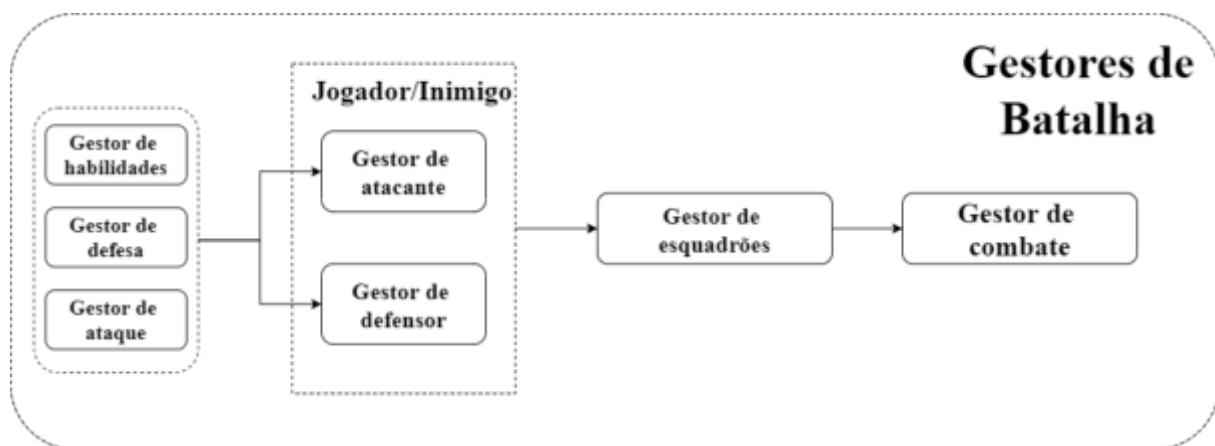 Gestores de
Batalha
Jogador/Inimigo
Gestor de
habilidades
Gestor de
defesa
Gestor de
ataque
Gestor de
atacante
Gestor de
defensor
Gestor de
esquadrões
Gestor de
combate